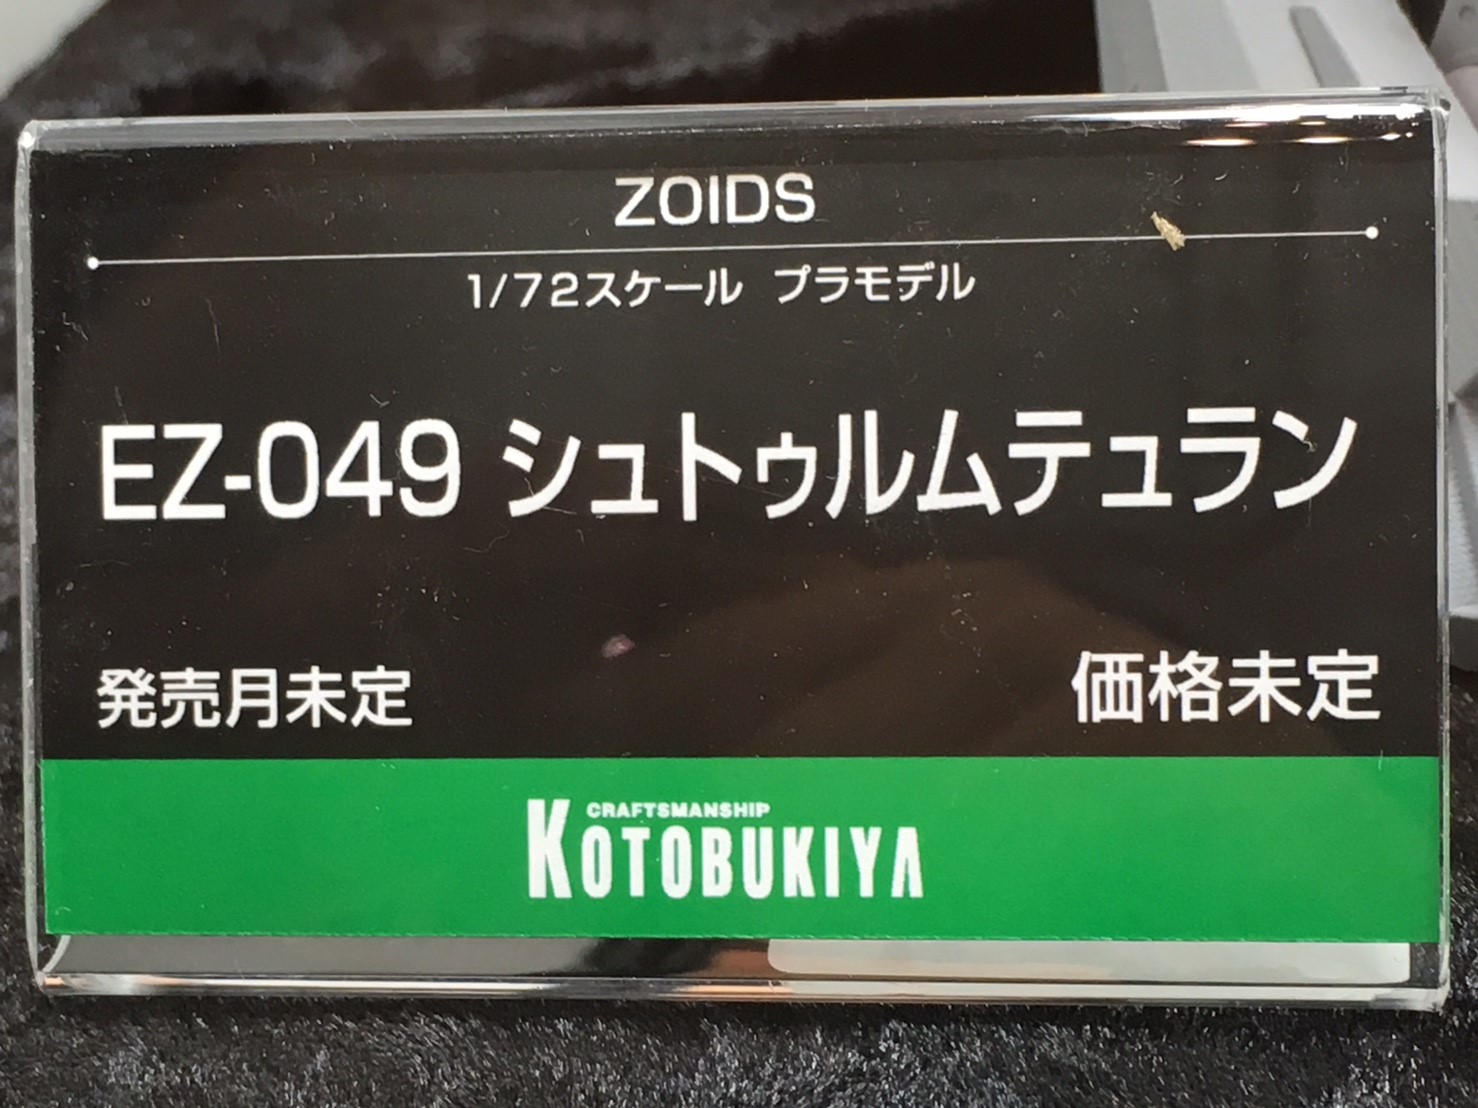 ZOIDS
1/72スケール プラモデル
EZ-049 シュトゥルムテュラン
発売月未定
価格未定
CRAFTSMANSHIP
KOTOBUKIYA